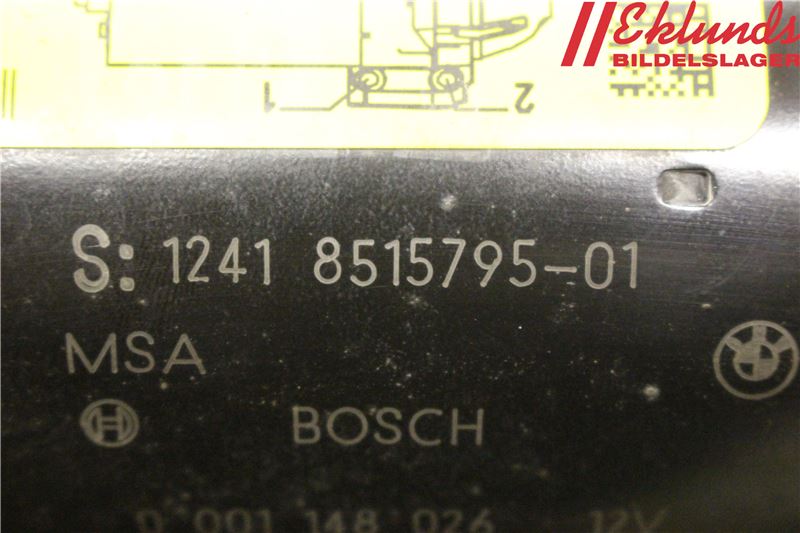 Eklunds
BILDELSLAGER
1
2
S: 1241 8515795-01
MSA
BOSCH
0 001 148 026 12V